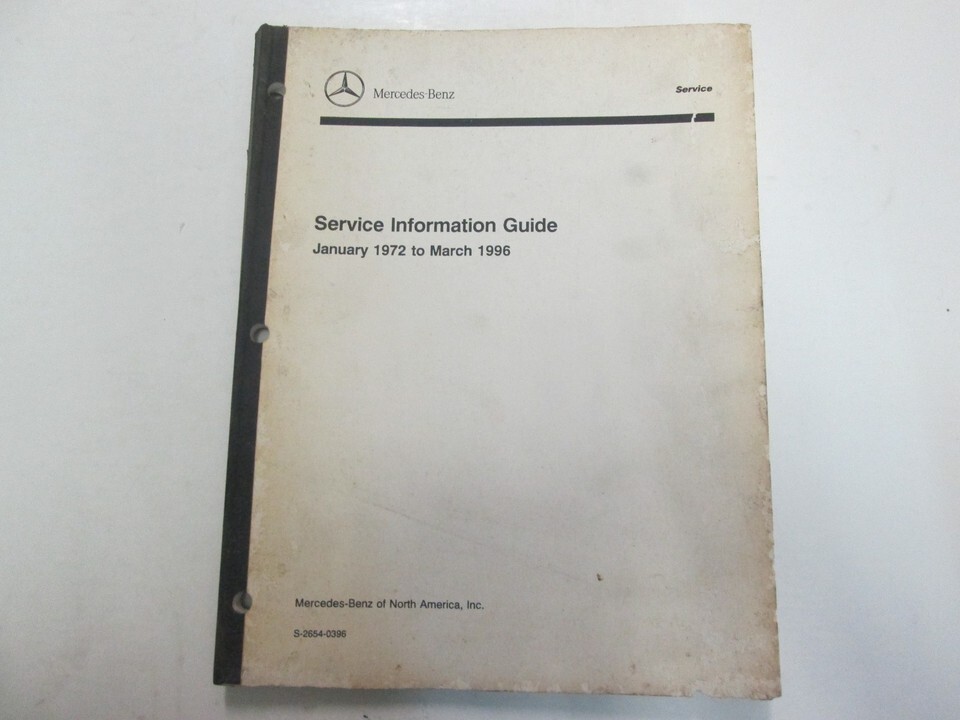 Mercedes-Benz
Service
Service Information Guide
January 1972 to March 1996
Mercedes-Benz of North America, Inc.
S-2654-0396